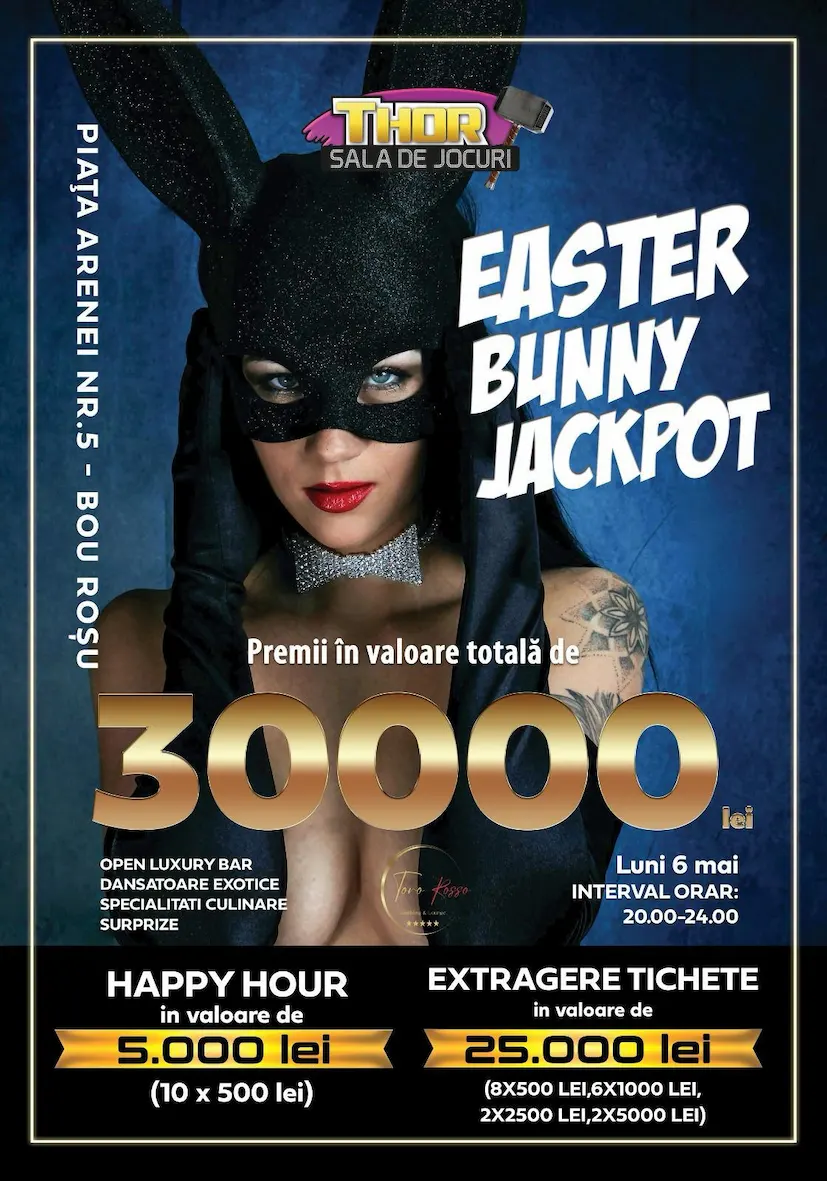 THOR
SALA DE JOCURI
PIAŢA ARENEI NR.5 - BOU ROȘU
EASTER
BUNNY
JACKPOT
Premii în valoare totală de
30000
lei
OPEN LUXURY BAR
DANSATOARE EXOTICE
SPECIALITATI CULINARE
SURPRIZE
Toro Rosso
Luni 6 mai
INTERVAL ORAR:
20.00-24.00
HAPPY HOUR
in valoare de
5.000 lei
(10 x 500 lei)
EXTRAGERE TICHETE
in valoare de
25.000 lei
(8X500 LEI,6X1000 LEI,
2X2500 LEI,2X5000 LEI)